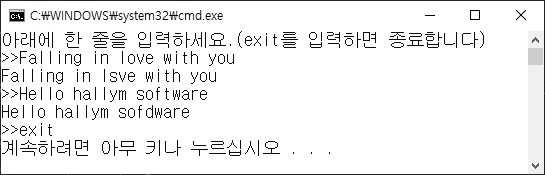 C:₩WINDOWS₩system32₩cmd.exe
아래에 한 줄을 입력하세요.(exit를 입력하면 종료합니다)
>>Falling in love with you
Falling in lsve with you
>>Hello hallym software
Hello hallym sofdware
>>exit
계속하려면 아무 키나 누르십시오 . . .